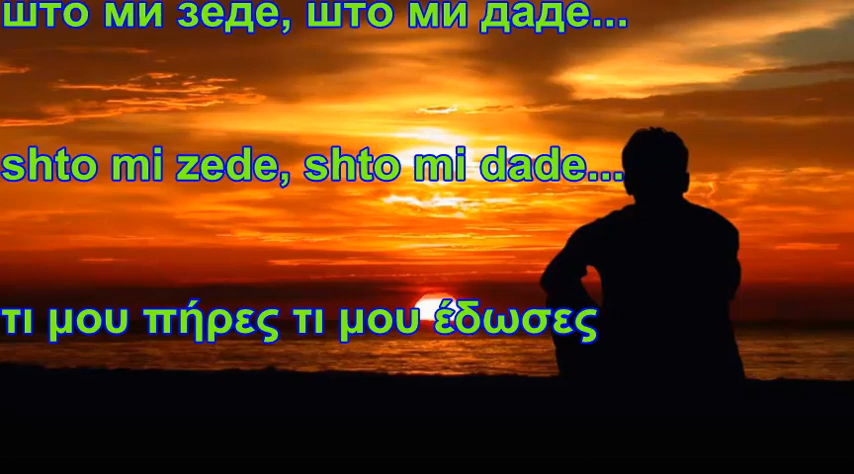 што ми зеде, што ми даде...
shto mi zede, shto mi dade...
τι μου πήρες τι μου έδωσες